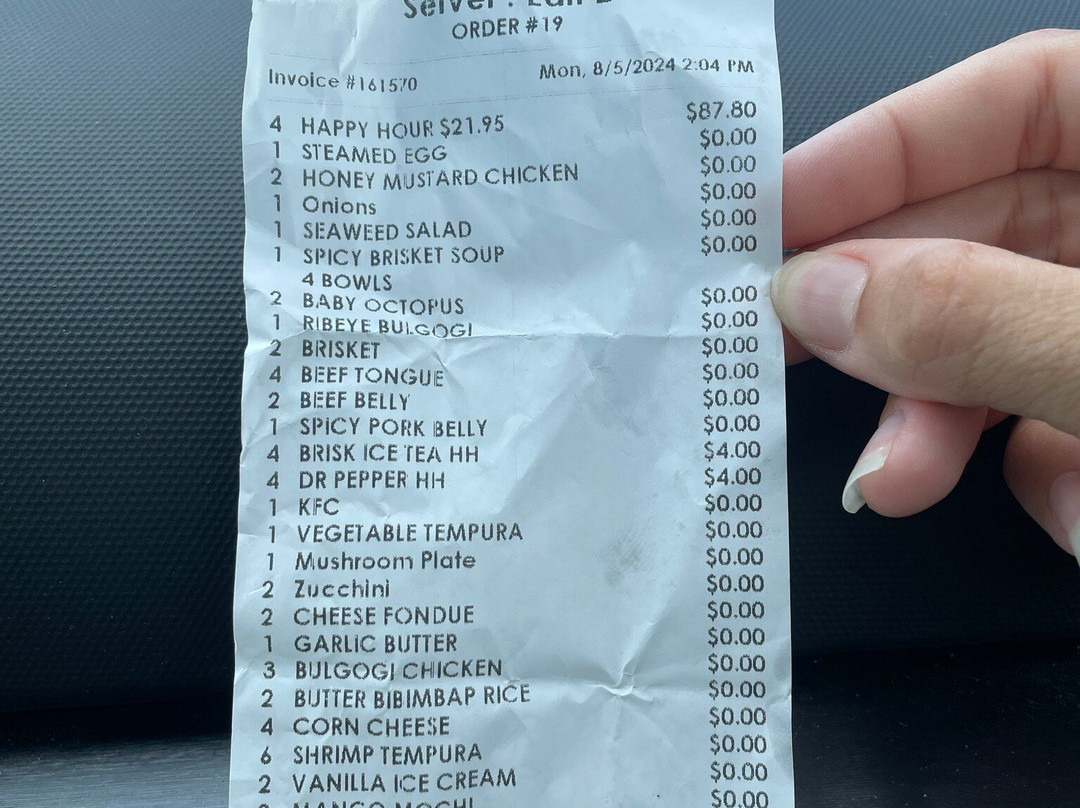 ORDER #19
Invoice #161570 Mon, 8/5/2024 2:04 PM
4 HAPPY HOUR $21.95 $87.80
1 STEAMED EGG $0.00
2 HONEY MUSTARD CHICKEN $0.00
1 Onions $0.00
1 SEAWEED SALAD $0.00
1 SPICY BRISKET SOUP $0.00
4 BOWLS
2 BABY OCTOPUS $0.00
1 RIBEYE BULGOGI $0.00
2 BRISKET $0.00
4 BEEF TONGUE $0.00
2 BEEF BELLY $0.00
1 SPICY PORK BELLY $0.00
4 BRISK ICE TEA HH $4.00
4 DR PEPPER HH $4.00
1 KFC $0.00
1 VEGETABLE TEMPURA $0.00
1 Mushroom Plate $0.00
2 Zucchini $0.00
2 CHEESE FONDUE $0.00
1 GARLIC BUTTER $0.00
3 BULGOGI CHICKEN $0.00
2 BUTTER BIBIMBAP RICE $0.00
4 CORN CHEESE $0.00
6 SHRIMP TEMPURA $0.00
2 VANILLA ICE CREAM $0.00
MANGO MOCHI $0.00